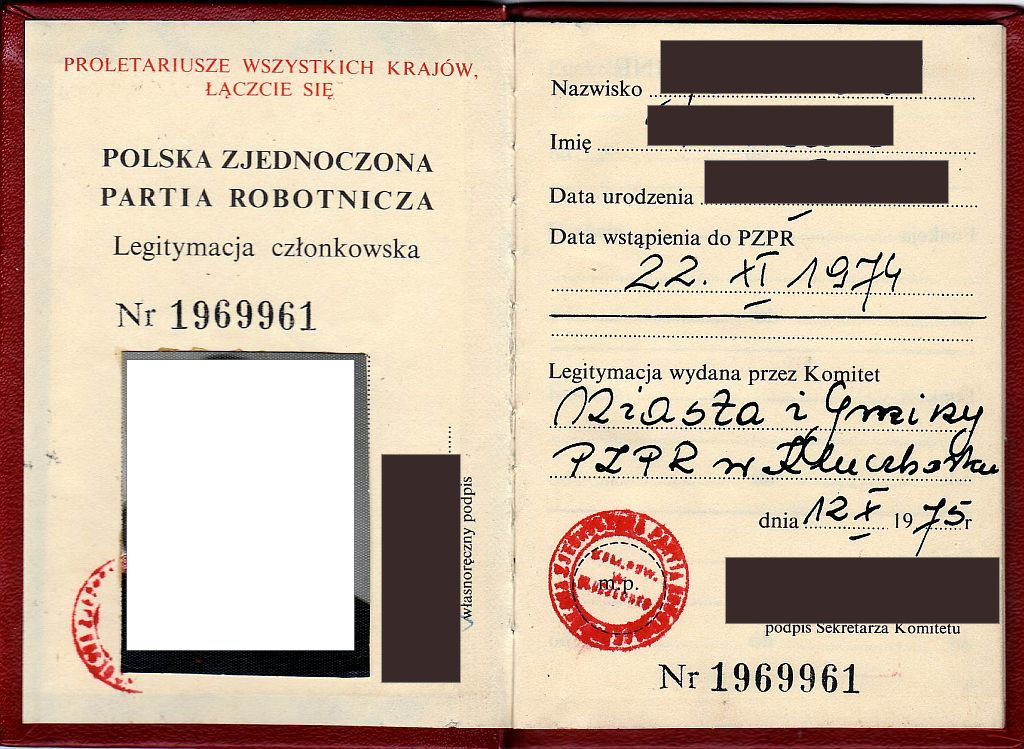 PROLETARIUSZE WSZYSTKICH KRAJÓW,
ŁĄCZCIE SIĘ
POLSKA ZJEDNOCZONA
PARTIA ROBOTNICZA
Legitymacja członkowska
Nr 1969961
własnoręczny podpis
Nazwisko
Imię
Data urodzenia
Data wstąpienia do PZPR
22. XI 1974
Legitymacja wydana przez Komitet
Miasta i Gminy
PZPR w Kluczborku
dnia 12 X 1975 r
m.p.
podpis Sekretarza Komitetu
Nr 1969961